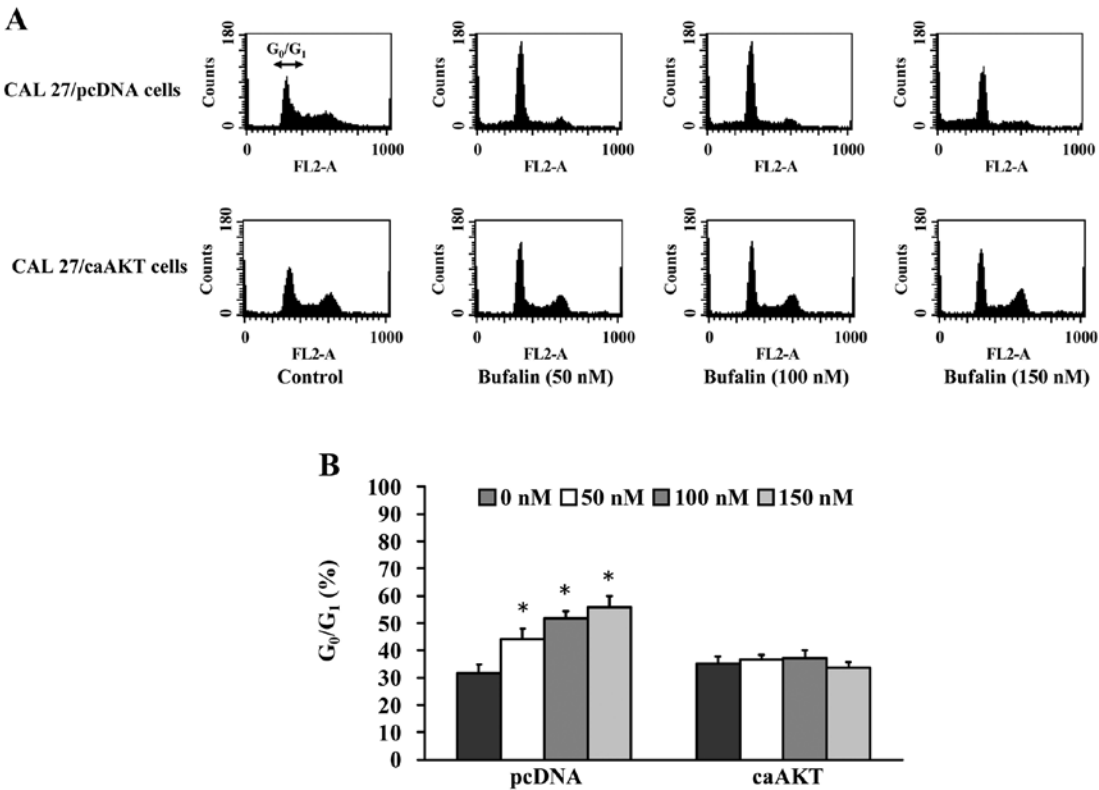 A
CAL 27/pcDNA cells
180
Counts
0
G0/G1
0 1000
FL2-A
180
Counts
0
0 1000
FL2-A
180
Counts
0
0 1000
FL2-A
180
Counts
0
0 1000
FL2-A
CAL 27/caAKT cells
180
Counts
0
0 1000
FL2-A
Control
180
Counts
0
0 1000
FL2-A
Bufalin (50 nM)
180
Counts
0
0 1000
FL2-A
Bufalin (100 nM)
180
Counts
0
0 1000
FL2-A
Bufalin (150 nM)
B
0 nM 50 nM 100 nM 150 nM
G0/G1 (%)
100
90
80
70
60
50
40
30
20
10
0
* * *
pcDNA caAKT